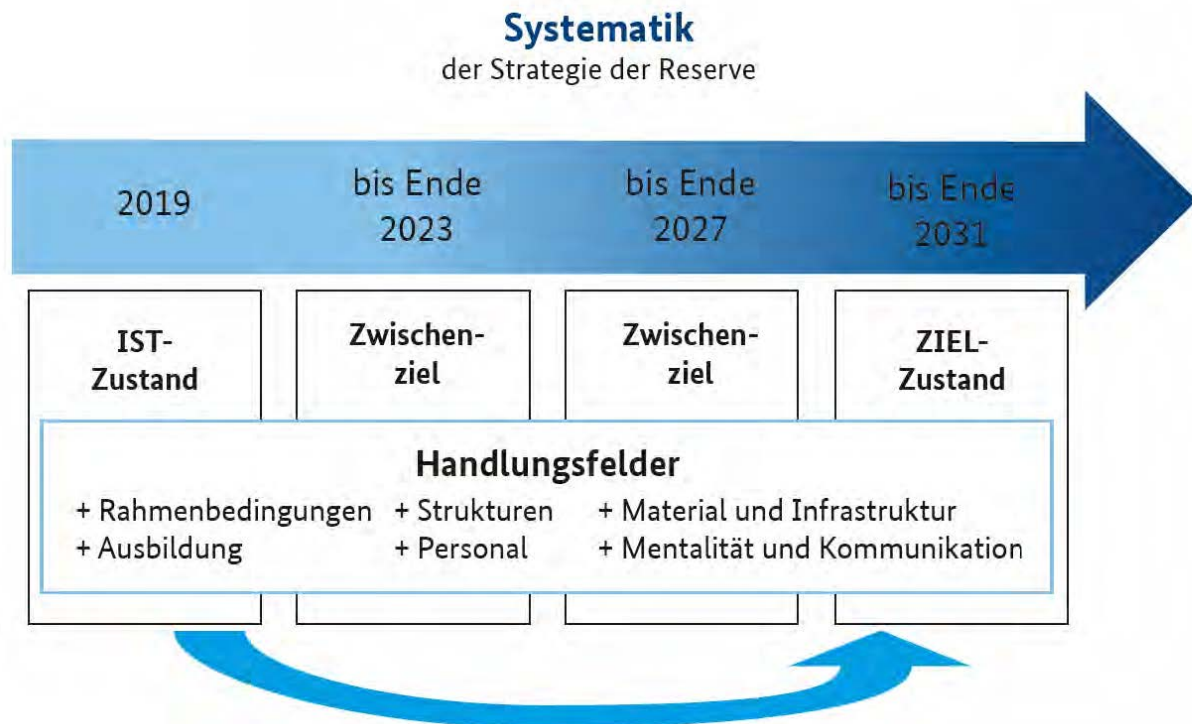 Systematik
der Strategie der Reserve
2019
bis Ende
2023
bis Ende
2027
bis Ende
2031
IST-
Zustand
Zwischen-
ziel
Zwischen-
ziel
ZIEL-
Zustand
Handlungsfelder
+ Rahmenbedingungen + Strukturen + Material und Infrastruktur
+ Ausbildung + Personal + Mentalität und Kommunikation